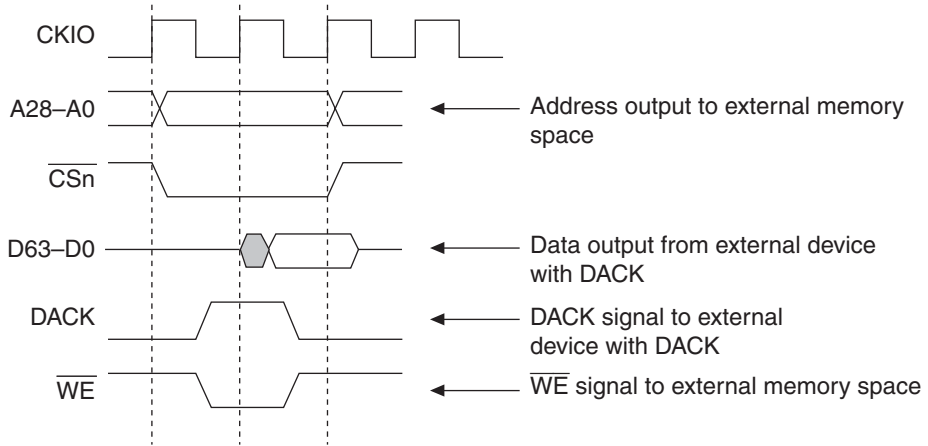 CKIO
A28–A0
Address output to external memory
space
CSn
D63–D0
Data output from external device
with DACK
DACK
DACK signal to external
device with DACK
WE
WE signal to external memory space